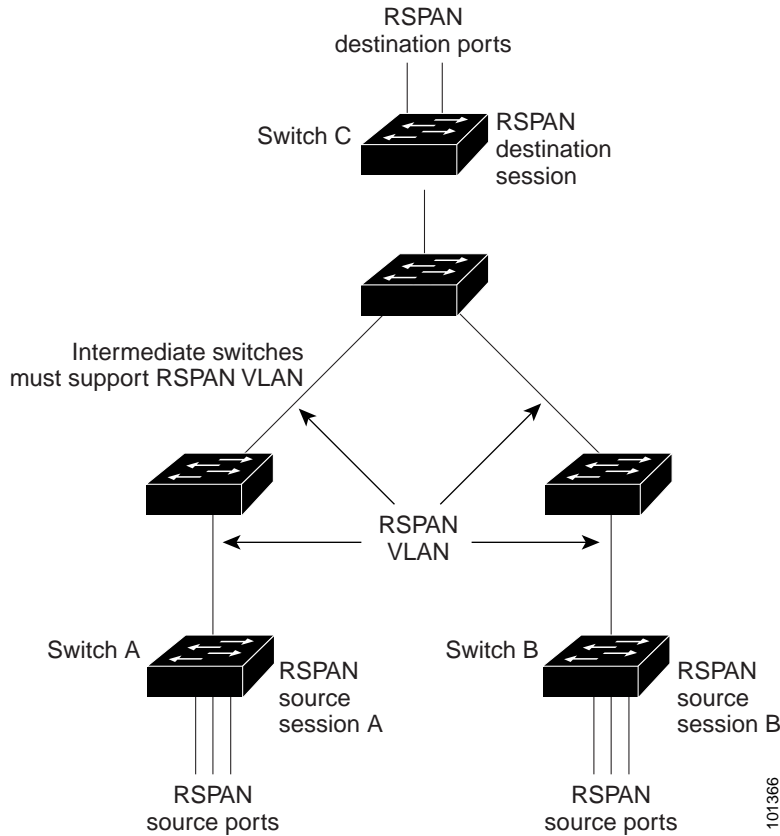 RSPAN
destination ports
Switch C
RSPAN
destination
session
Intermediate switches
must support RSPAN VLAN
RSPAN
VLAN
Switch A
RSPAN
source
session A
Switch B
RSPAN
source
session B
RSPAN
source ports
RSPAN
source ports
101366